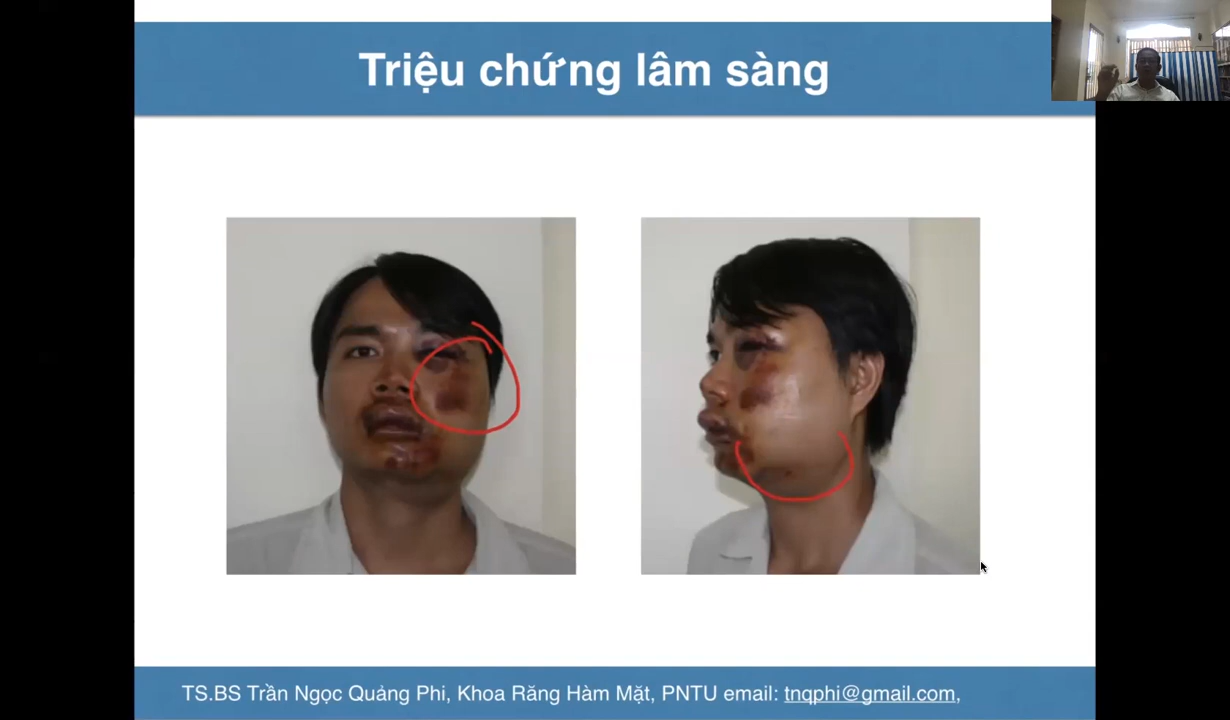 Triệu chứng lâm sàng
TS.BS Trần Ngọc Quảng Phi, Khoa Răng Hàm Mặt, PNTU email: tnqphi@gmail.com,